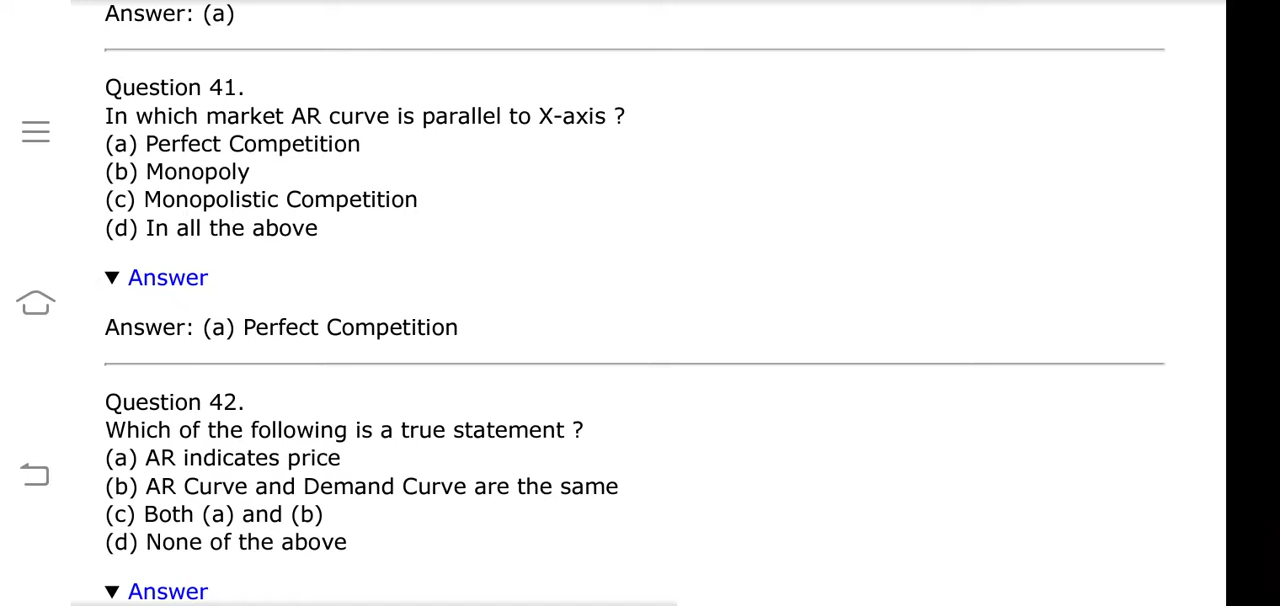 Answer: (a)
Question 41.
In which market AR curve is parallel to X-axis ?
(a) Perfect Competition
(b) Monopoly
(c) Monopolistic Competition
(d) In all the above
▼ Answer
Answer: (a) Perfect Competition
Question 42.
Which of the following is a true statement ?
(a) AR indicates price
(b) AR Curve and Demand Curve are the same
(c) Both (a) and (b)
(d) None of the above
▼ Answer